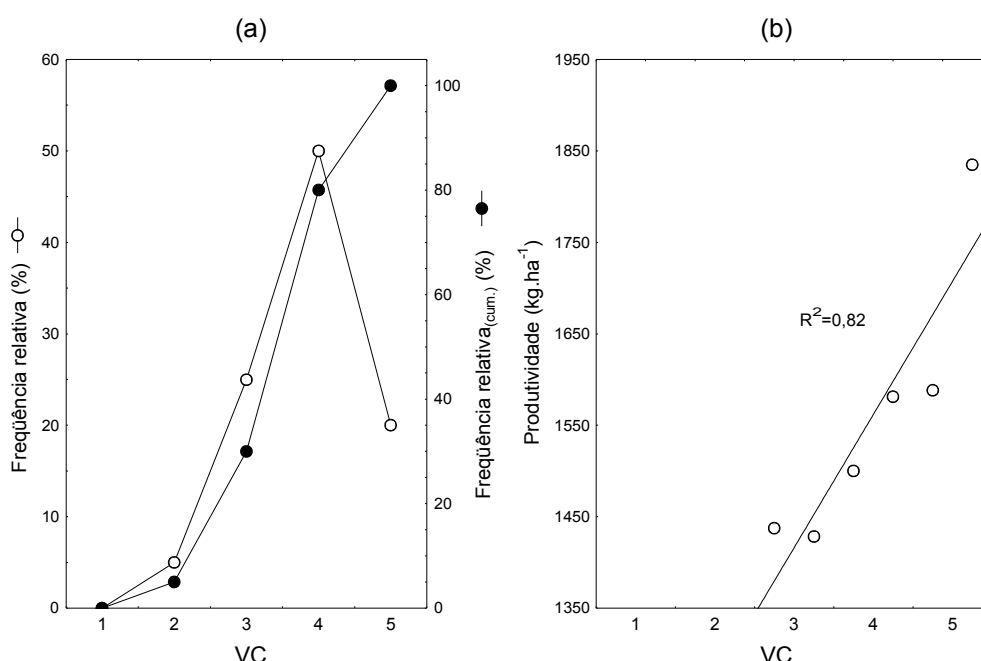 (a)
60
50
40
30
20
10
0
Freqüência relativa (%)
100
80
60
40
20
0
Freqüência relativa(cum.) (%)
1 2 3 4 5
VC
(b)
1950
1850
1750
1650
1550
1450
1350
Produtividade (kg.ha-1)
R2=0,82
1 2 3 4 5
VC